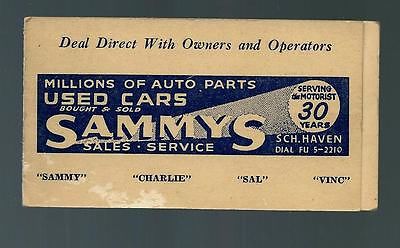 Deal Direct With Owners and Operators
MILLIONS OF AUTO PARTS
USED CARS
BOUGHT & SOLD
SAMMYS
SALES · SERVICE
SERVING
the MOTORIST
30
YEARS
SCH. HAVEN
DIAL FU 5-2210
"SAMMY" "CHARLIE" "SAL" "VINC"